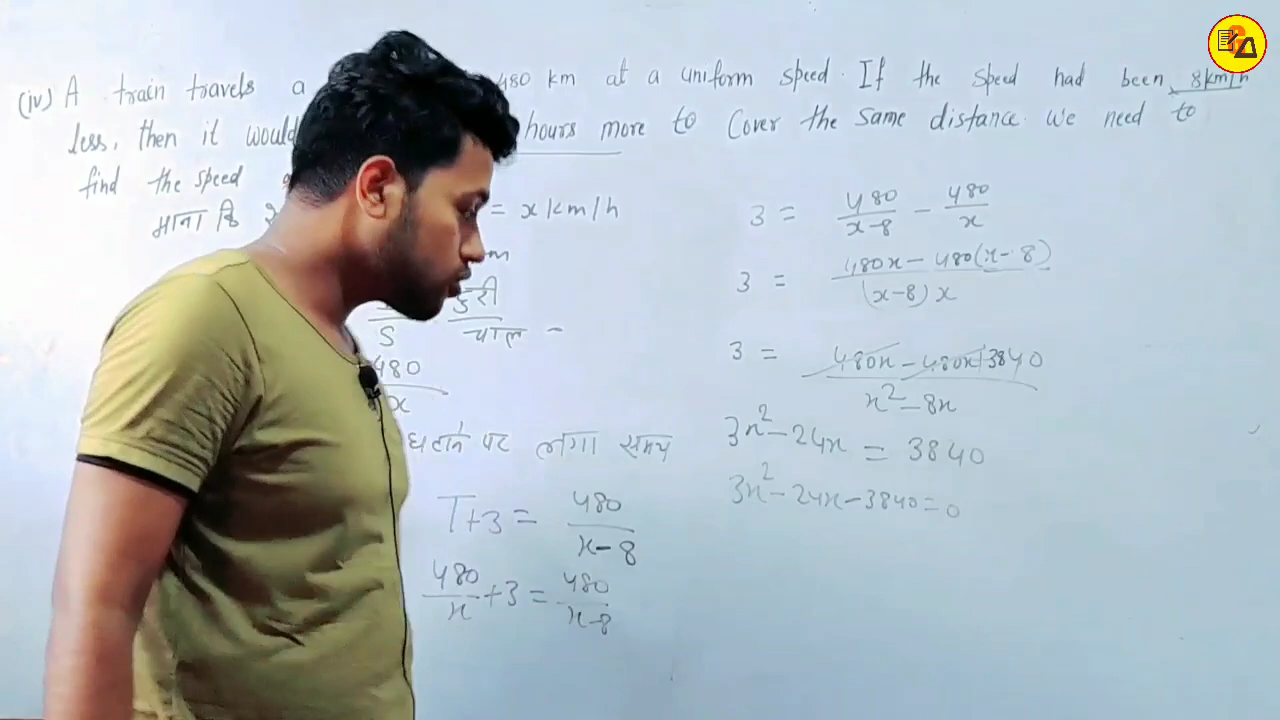 (iv) A train travels a 480 km at a uniform speed. If the speed had been 8km/h
less, then it would hours more to Cover the same distance. we need to
find the speed
माना कि = x km/h
दुरी
S चाल
480
x
घटाने पर लगा समय
T+3 = 480/x-8
480/x +3 = 480/x-8
3 = 480/x-8 - 480/x
3 = 480x - 480(x-8)/(x-8)x
3 = 480x - 480x+3840/x²-8x
3x²-24x = 3840
3x²-24x-3840=0